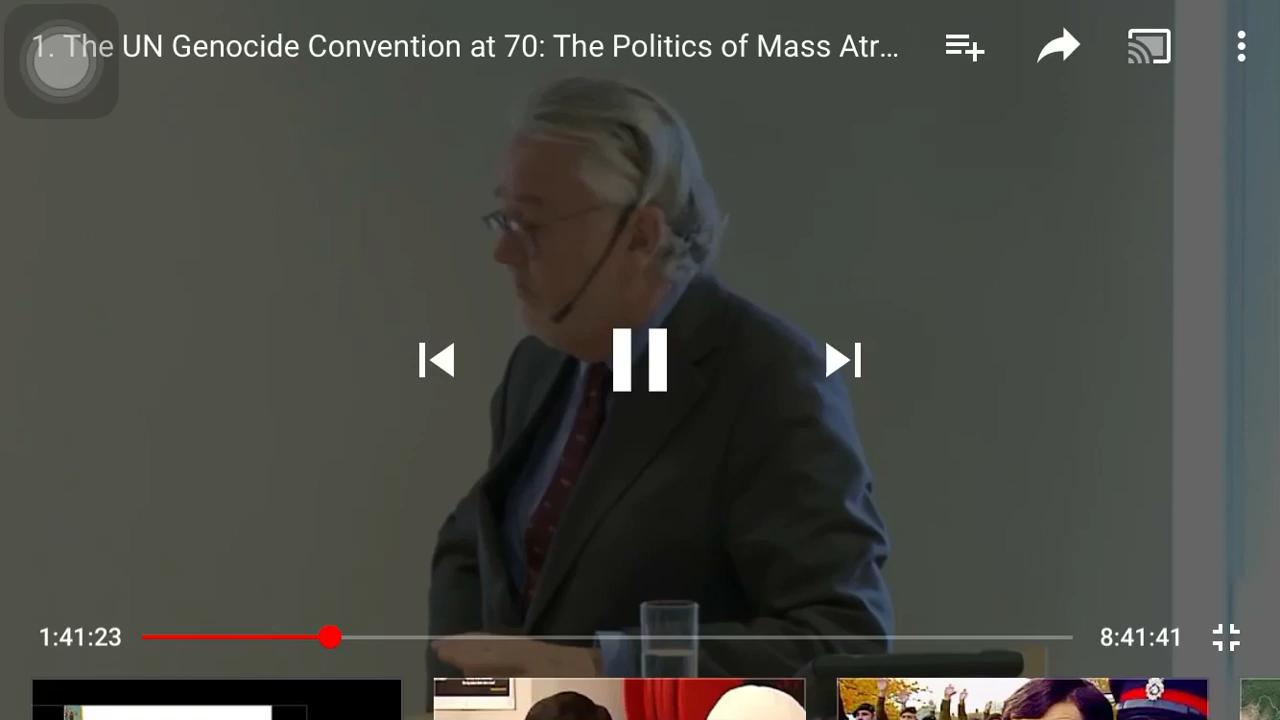 1. The UN Genocide Convention at 70: The Politics of Mass Atr...
1:41:23
8:41:41